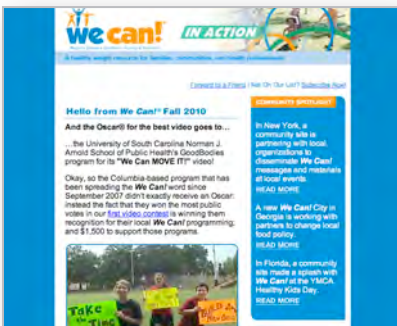 We can!
IN ACTION
A healthy weight resource for families, communities, and health professionals
Forward to a Friend | Not On Our List? Subscribe Now!
Hello from We Can!® Fall 2010
And the Oscar® for the best video goes to…
…the University of South Carolina Norman J.
Arnold School of Public Health's GoodBodies
program for its "We Can MOVE IT!" video!
Okay, so the Columbia-based program that has
been spreading the We Can! word since
September 2007 didn't exactly receive an Oscar:
instead the fact that they won the most public
votes in our first video contest is winning them
recognition for their local We Can! programming,
and $1,500 to support those programs.
Take
the Time
COMMUNITY SPOTLIGHT
In New York, a
community site is
partnering with local
organizations to
disseminate We Can!
messages and materials
at local events.
READ MORE
A new We Can! City in
Georgia is working with
partners to change local
food policy.
READ MORE
In Florida, a community
site made a splash with
We Can! at the YMCA
Healthy Kids Day.
READ MORE